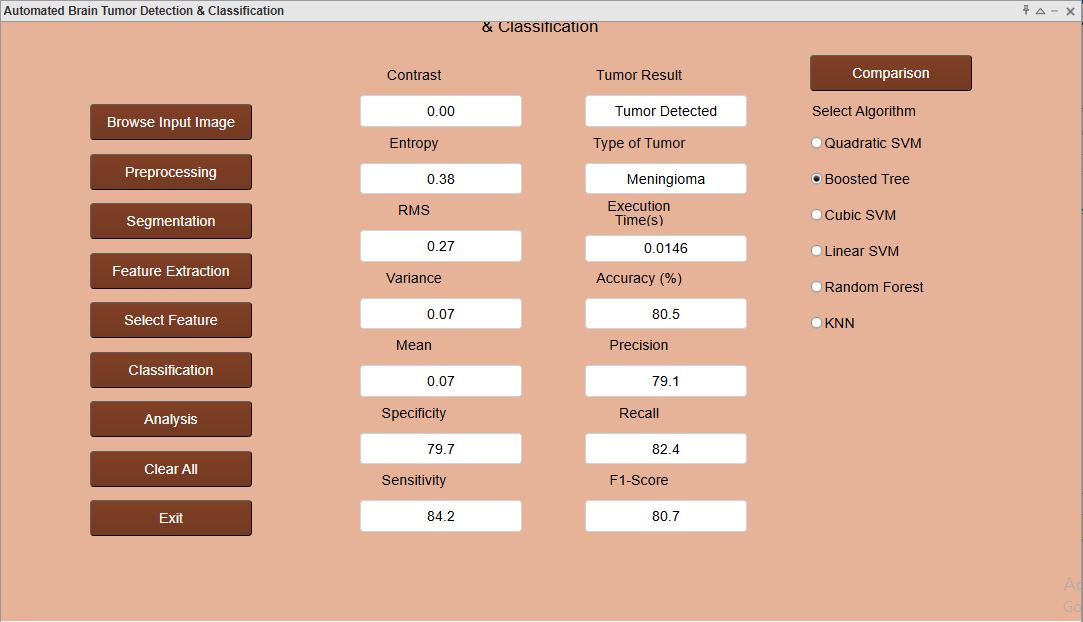 Automated Brain Tumor Detection & Classification
& Classification
Browse Input Image
Preprocessing
Segmentation
Feature Extraction
Select Feature
Classification
Analysis
Clear All
Exit
Contrast
0.00
Entropy
0.38
RMS
0.27
Variance
0.07
Mean
0.07
Specificity
79.7
Sensitivity
84.2
Tumor Result
Tumor Detected
Type of Tumor
Meningioma
Execution
Time(s)
0.0146
Accuracy (%)
80.5
Precision
79.1
Recall
82.4
F1-Score
80.7
Comparison
Select Algorithm
Quadratic SVM
Boosted Tree
Cubic SVM
Linear SVM
Random Forest
KNN